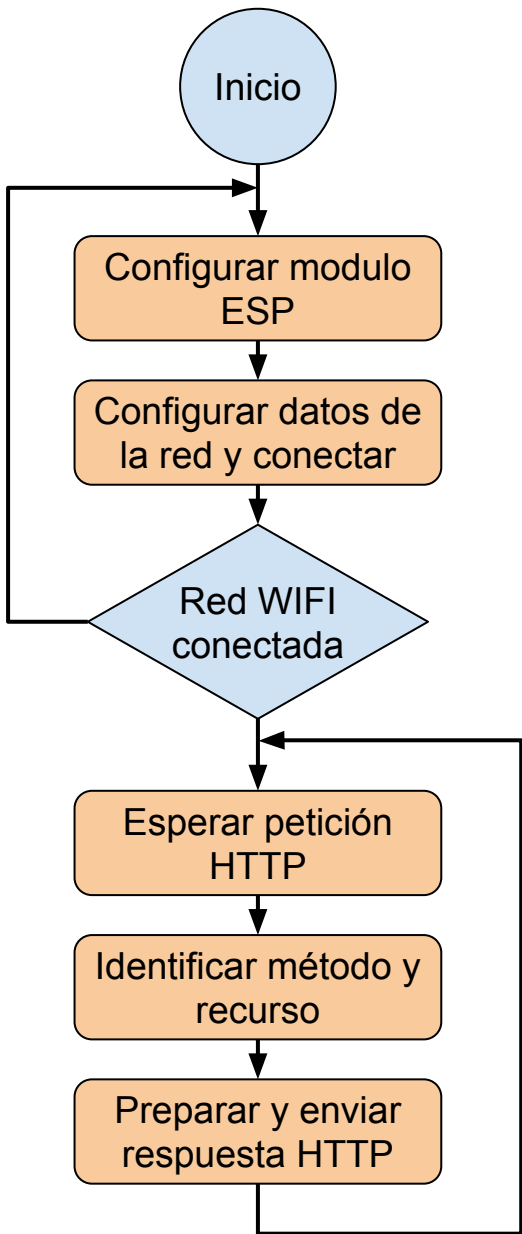 Inicio
Configurar modulo
ESP
Configurar datos de
la red y conectar
Red WIFI
conectada
Esperar petición
HTTP
Identificar método y
recurso
Preparar y enviar
respuesta HTTP